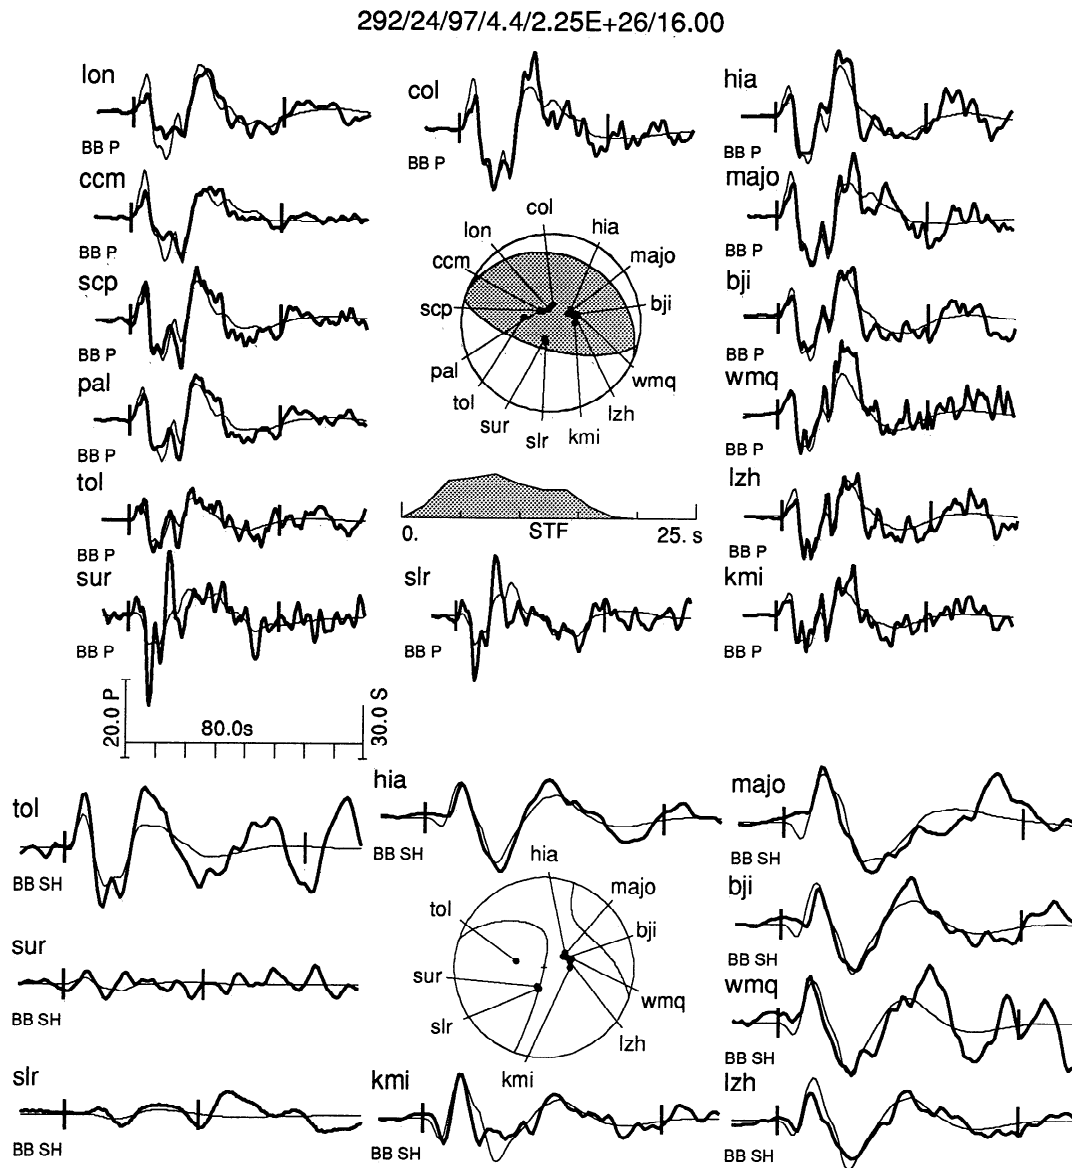 292/24/97/4.4/2.25E+26/16.00
lon
BB P
col
BB P
hia
BB P
ccm
BB P
majo
BB P
scp
BB P
bji
BB P
pal
BB P
wmq
BB P
tol
BB P
lzh
BB P
sur
BB P
slr
BB P
kmi
BB P
col
lon
hia
ccm
majo
scp
bji
pal
wmq
tol
lzh
sur
kmi
slr
0.
STF
25. s
20.0 P
80.0s
30.0 S
tol
BB SH
hia
BB SH
majo
BB SH
bji
BB SH
sur
BB SH
wmq
BB SH
slr
BB SH
kmi
BB SH
lzh
BB SH
hia
majo
tol
bji
sur
wmq
slr
lzh
kmi